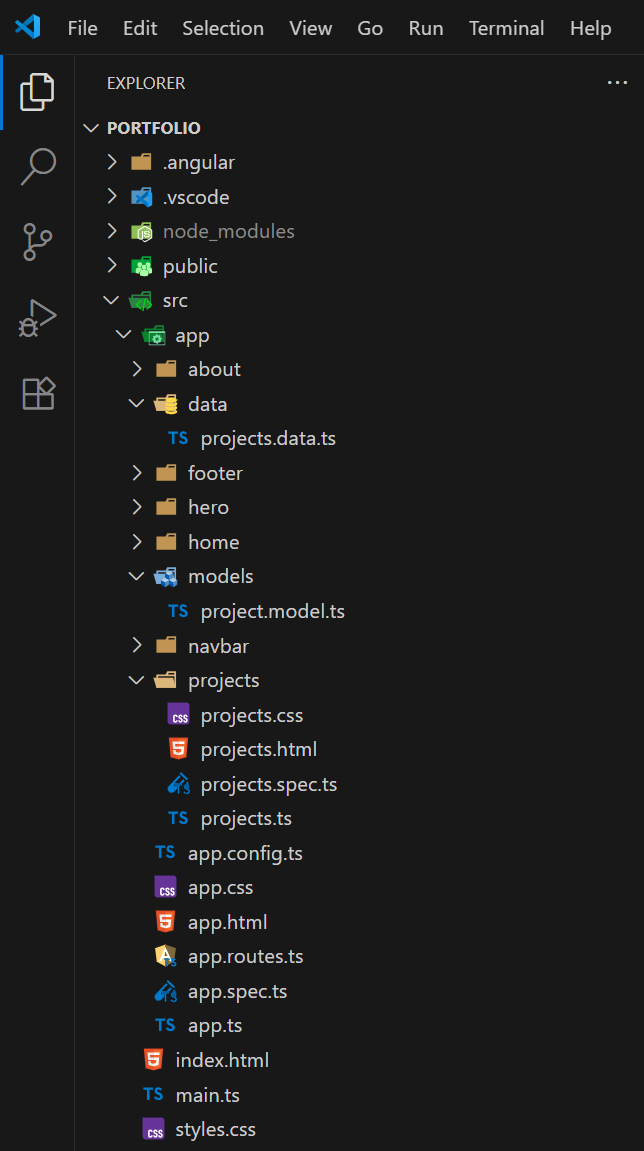 File Edit Selection View Go Run Terminal Help
EXPLORER
PORTFOLIO
.angular
.vscode
node_modules
public
src
app
about
data
TS projects.data.ts
footer
hero
home
models
TS project.model.ts
navbar
projects
css projects.css
5 projects.html
projects.spec.ts
TS projects.ts
TS app.config.ts
css app.css
5 app.html
app.routes.ts
app.spec.ts
TS app.ts
5 index.html
TS main.ts
css styles.css